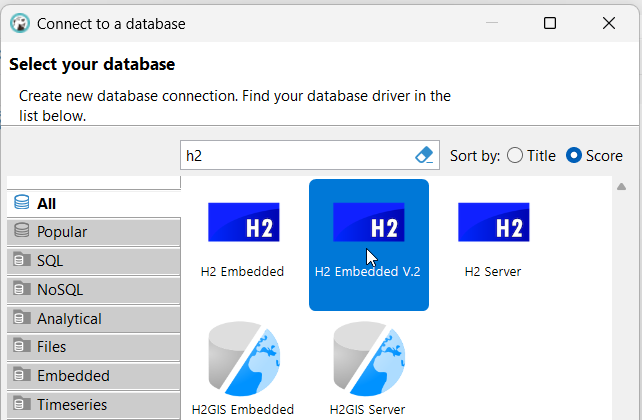 Connect to a database
Select your database
Create new database connection. Find your database driver in the
list below.
h2
Sort by: Title Score
All
Popular
SQL
NoSQL
Analytical
Files
Embedded
Timeseries
H2
H2
H2
H2 Embedded
H2 Embedded V.2
H2 Server
H2GIS Embedded
H2GIS Server